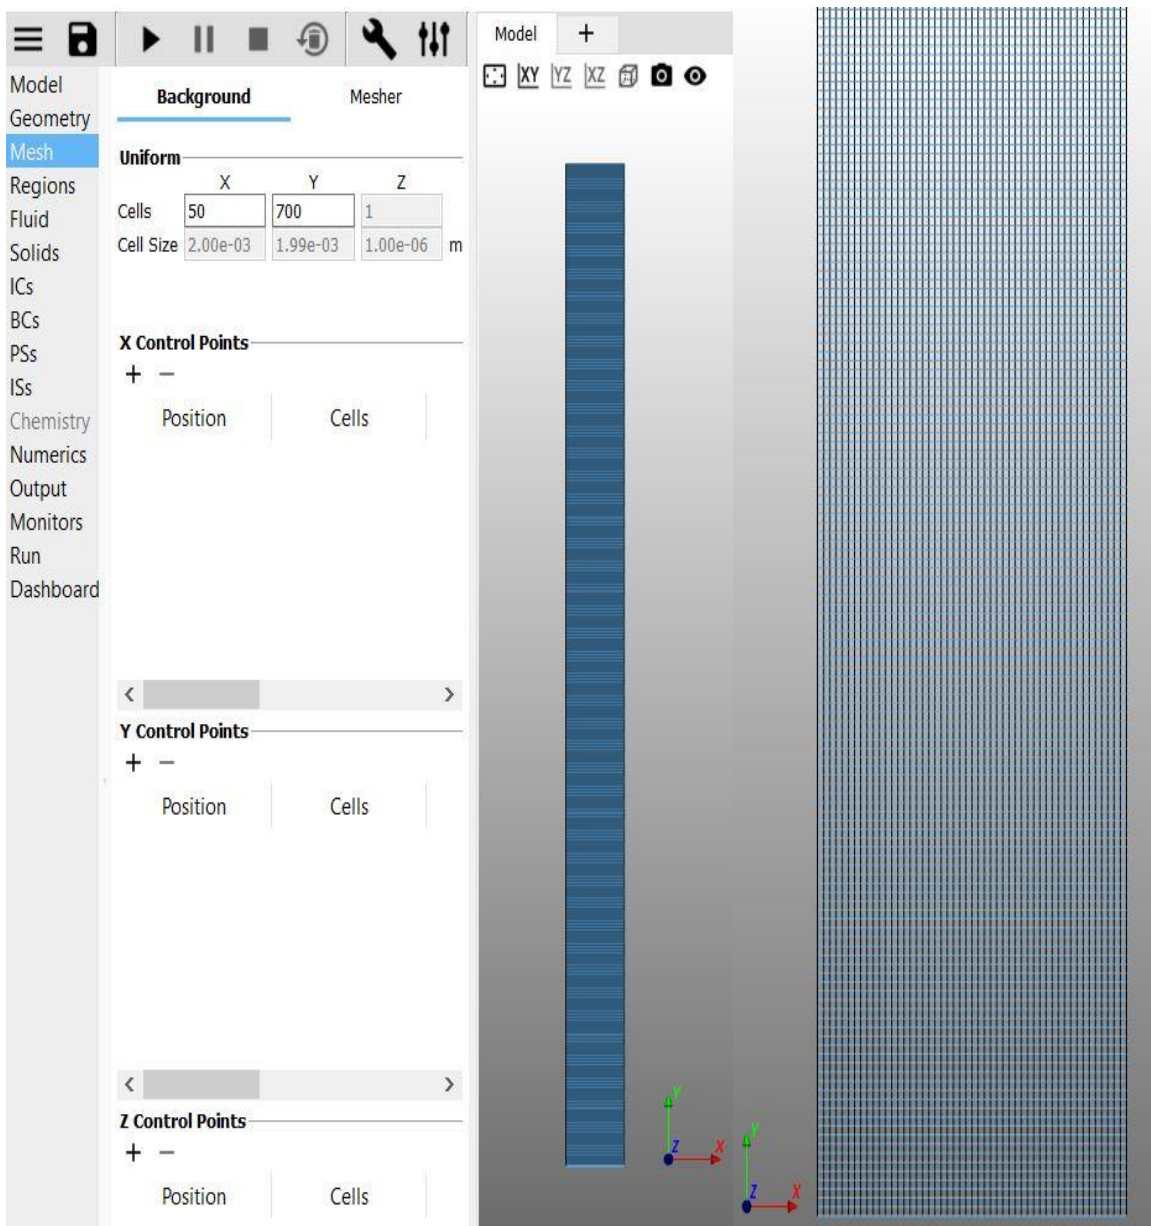 Model +
XY YZ XZ
Model
Geometry
Mesh
Regions
Fluid
Solids
ICs
BCs
PSs
ISs
Chemistry
Numerics
Output
Monitors
Run
Dashboard
Background Mesher
Uniform
X Y Z
Cells 50 700 1
Cell Size 2.00e-03 1.99e-03 1.00e-06 m
X Control Points
+ −
Position Cells
Y Control Points
+ −
Position Cells
Z Control Points
+ −
Position Cells
Y
Z X
Y
Z X